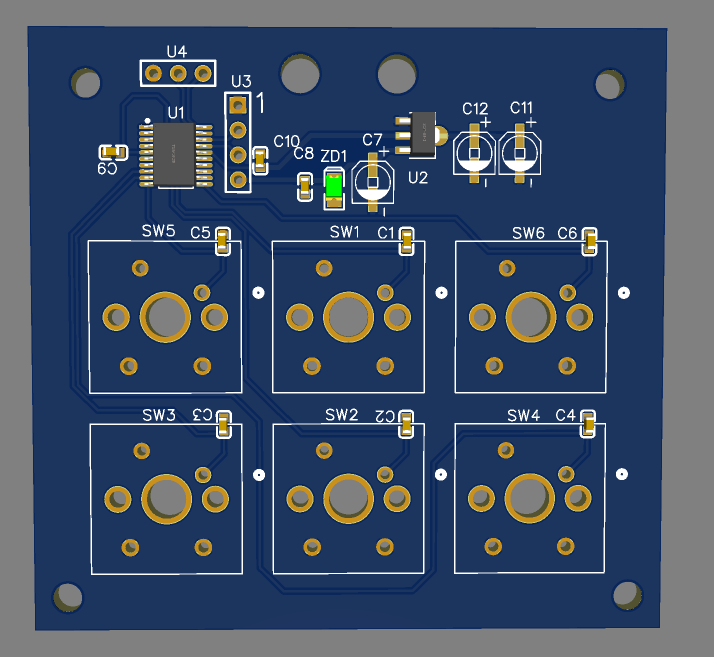 U4
U3
1
U1
C12
C11
C10
C7
+
+
+
C9
C8
ZD1
U2
-
-
-
SW5
C5
SW1
C1
SW6
C6
SW3
C3
SW2
C2
SW4
C4